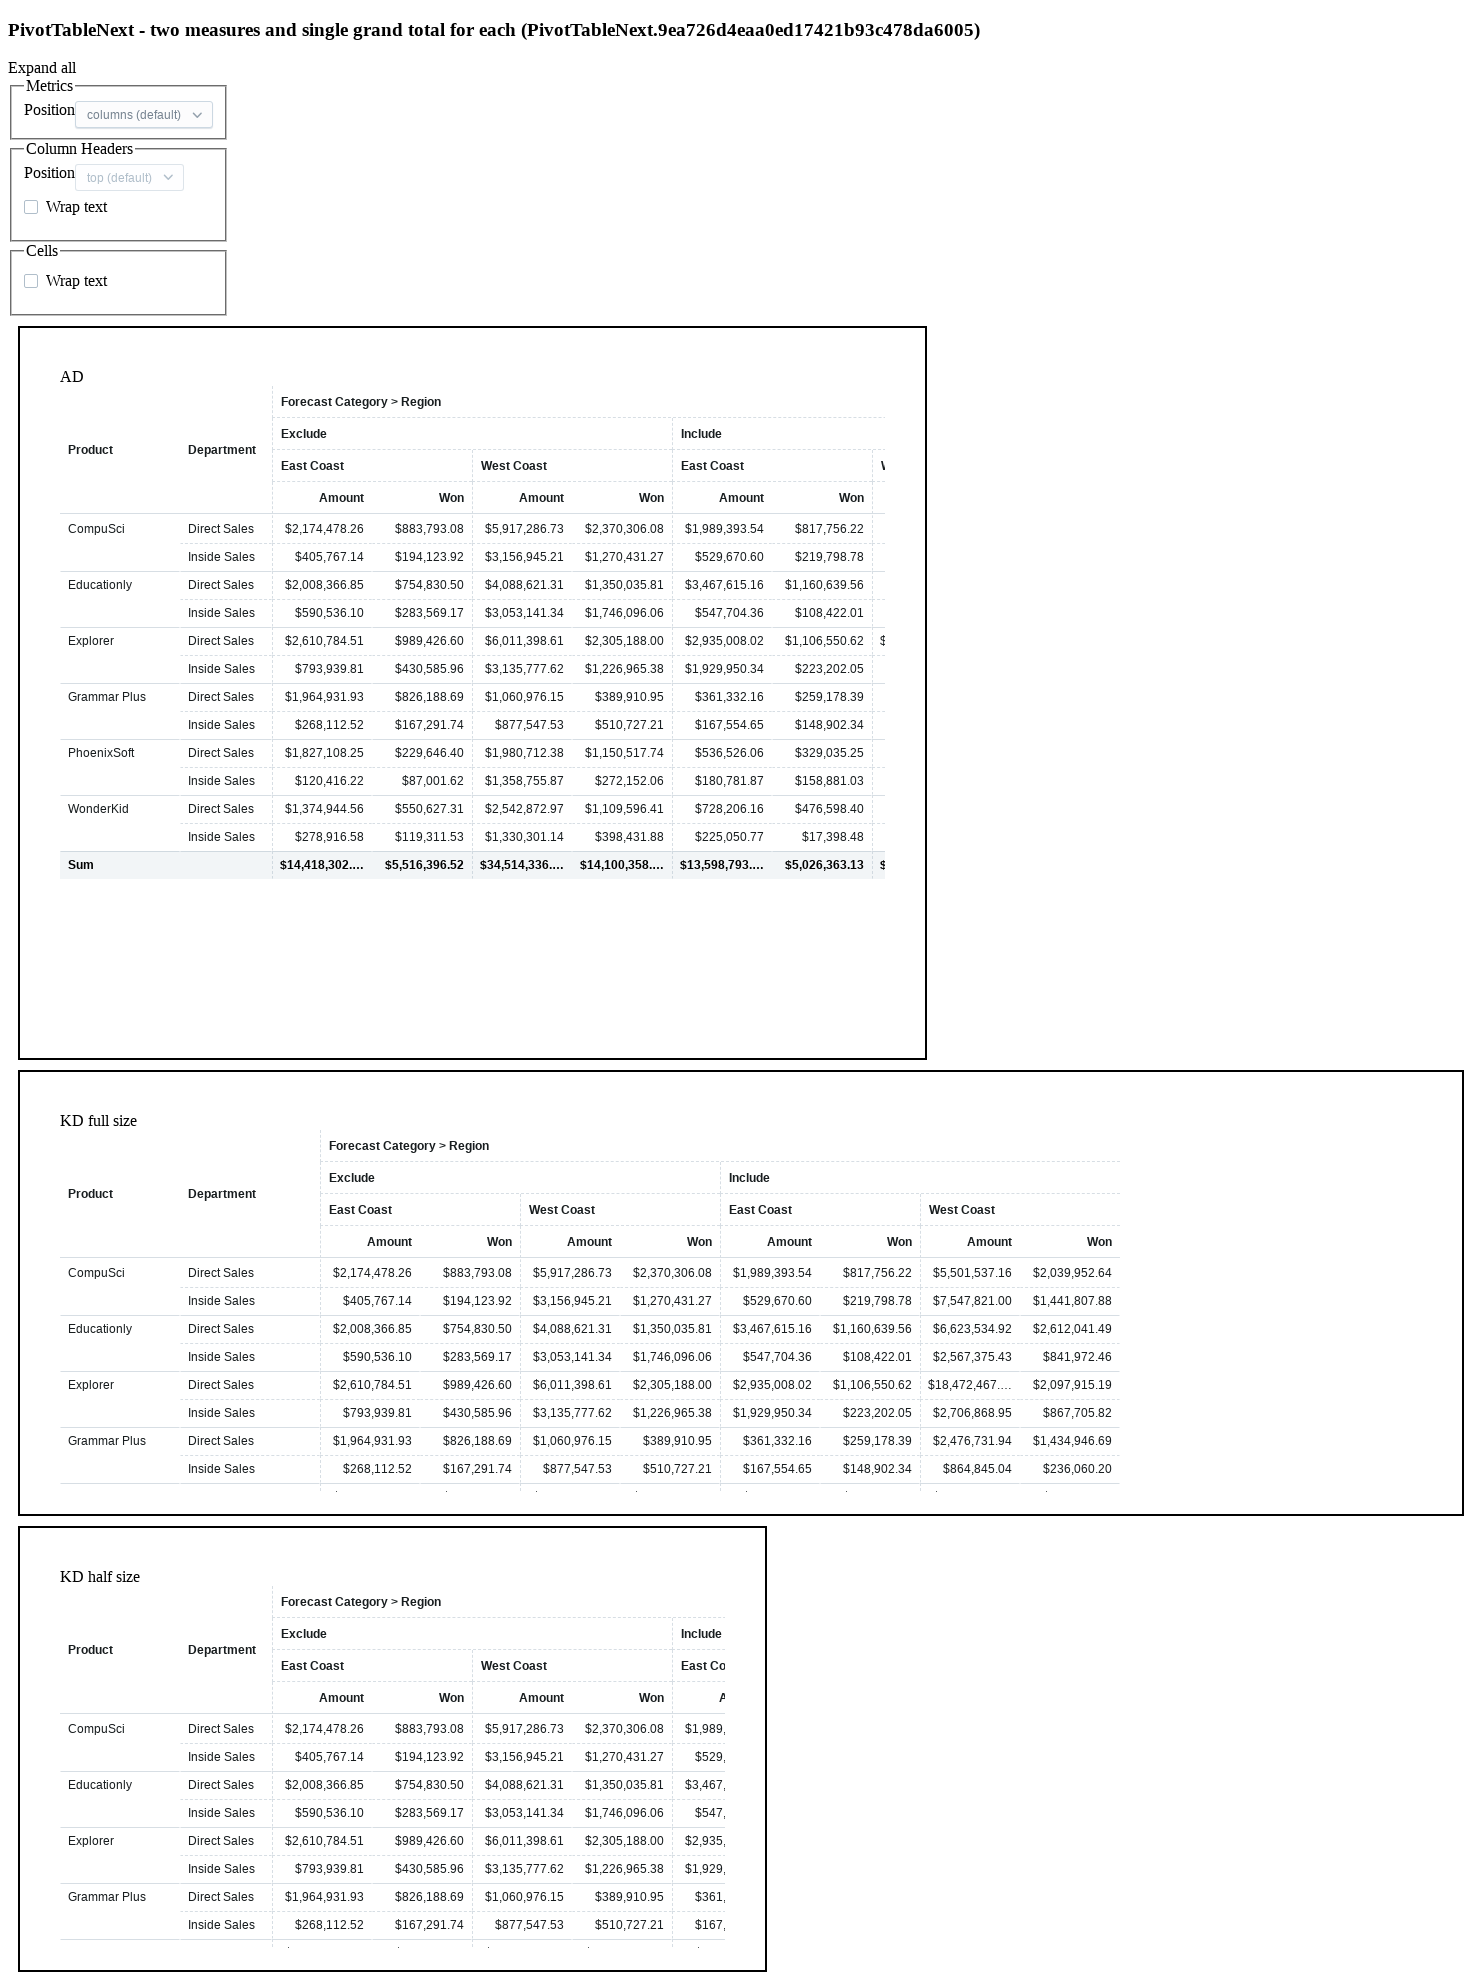 PivotTableNext - two measures and single grand total for each (PivotTableNext.9ea726d4eaa0ed17421b93c478da6005)
Expand all
Metrics
Position columns (default)
Column Headers
Position top (default)
Wrap text
Cells
Wrap text
AD
Forecast Category > Region
Exclude Include
Product Department
East Coast West Coast East Coast
Amount Won Amount Won Amount Won
CompuSci Direct Sales $2,174,478.26 $883,793.08 $5,917,286.73 $2,370,306.08 $1,989,393.54 $817,756.22
Inside Sales $405,767.14 $194,123.92 $3,156,945.21 $1,270,431.27 $529,670.60 $219,798.78
Educationly Direct Sales $2,008,366.85 $754,830.50 $4,088,621.31 $1,350,035.81 $3,467,615.16 $1,160,639.56
Inside Sales $590,536.10 $283,569.17 $3,053,141.34 $1,746,096.06 $547,704.36 $108,422.01
Explorer Direct Sales $2,610,784.51 $989,426.60 $6,011,398.61 $2,305,188.00 $2,935,008.02 $1,106,550.62 $
Inside Sales $793,939.81 $430,585.96 $3,135,777.62 $1,226,965.38 $1,929,950.34 $223,202.05
Grammar Plus Direct Sales $1,964,931.93 $826,188.69 $1,060,976.15 $389,910.95 $361,332.16 $259,178.39
Inside Sales $268,112.52 $167,291.74 $877,547.53 $510,727.21 $167,554.65 $148,902.34
PhoenixSoft Direct Sales $1,827,108.25 $229,646.40 $1,980,712.38 $1,150,517.74 $536,526.06 $329,035.25
Inside Sales $120,416.22 $87,001.62 $1,358,755.87 $272,152.06 $180,781.87 $158,881.03
WonderKid Direct Sales $1,374,944.56 $550,627.31 $2,542,872.97 $1,109,596.41 $728,206.16 $476,598.40
Inside Sales $278,916.58 $119,311.53 $1,330,301.14 $398,431.88 $225,050.77 $17,398.48
Sum $14,418,302.… $5,516,396.52 $34,514,336.… $14,100,358.… $13,598,793.… $5,026,363.13 $
KD full size
Forecast Category > Region
Exclude Include
Product Department
East Coast West Coast East Coast West Coast
Amount Won Amount Won Amount Won Amount Won
CompuSci Direct Sales $2,174,478.26 $883,793.08 $5,917,286.73 $2,370,306.08 $1,989,393.54 $817,756.22 $5,501,537.16 $2,039,952.64
Inside Sales $405,767.14 $194,123.92 $3,156,945.21 $1,270,431.27 $529,670.60 $219,798.78 $7,547,821.00 $1,441,807.88
Educationly Direct Sales $2,008,366.85 $754,830.50 $4,088,621.31 $1,350,035.81 $3,467,615.16 $1,160,639.56 $6,623,534.92 $2,612,041.49
Inside Sales $590,536.10 $283,569.17 $3,053,141.34 $1,746,096.06 $547,704.36 $108,422.01 $2,567,375.43 $841,972.46
Explorer Direct Sales $2,610,784.51 $989,426.60 $6,011,398.61 $2,305,188.00 $2,935,008.02 $1,106,550.62 $18,472,467.… $2,097,915.19
Inside Sales $793,939.81 $430,585.96 $3,135,777.62 $1,226,965.38 $1,929,950.34 $223,202.05 $2,706,868.95 $867,705.82
Grammar Plus Direct Sales $1,964,931.93 $826,188.69 $1,060,976.15 $389,910.95 $361,332.16 $259,178.39 $2,476,731.94 $1,434,946.69
Inside Sales $268,112.52 $167,291.74 $877,547.53 $510,727.21 $167,554.65 $148,902.34 $864,845.04 $236,060.20
KD half size
Forecast Category > Region
Exclude Include
Product Department
East Coast West Coast East Co
Amount Won Amount Won A
CompuSci Direct Sales $2,174,478.26 $883,793.08 $5,917,286.73 $2,370,306.08 $1,989,
Inside Sales $405,767.14 $194,123.92 $3,156,945.21 $1,270,431.27 $529,
Educationly Direct Sales $2,008,366.85 $754,830.50 $4,088,621.31 $1,350,035.81 $3,467,
Inside Sales $590,536.10 $283,569.17 $3,053,141.34 $1,746,096.06 $547,
Explorer Direct Sales $2,610,784.51 $989,426.60 $6,011,398.61 $2,305,188.00 $2,935,
Inside Sales $793,939.81 $430,585.96 $3,135,777.62 $1,226,965.38 $1,929,
Grammar Plus Direct Sales $1,964,931.93 $826,188.69 $1,060,976.15 $389,910.95 $361,
Inside Sales $268,112.52 $167,291.74 $877,547.53 $510,727.21 $167,